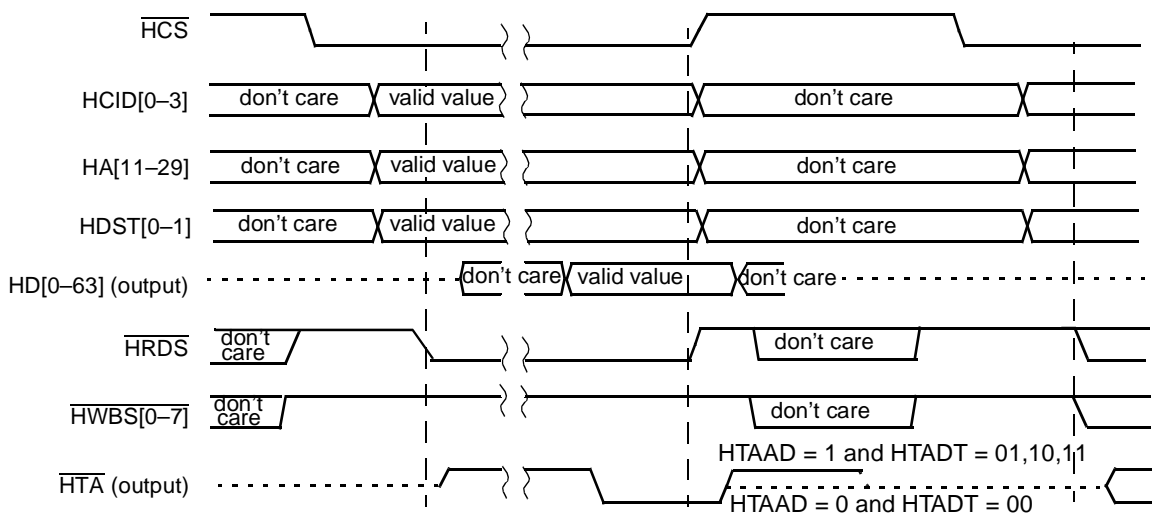 HCS
HCID[0–3] don't care valid value don't care
HA[11–29] don't care valid value don't care
HDST[0–1] don't care valid value don't care
HD[0–63] (output) don't care valid value don't care
HRDS don't care don't care
HWBS[0–7] don't care don't care
HTAAD = 1 and HTADT = 01,10,11
HTA (output)
HTAAD = 0 and HTADT = 00